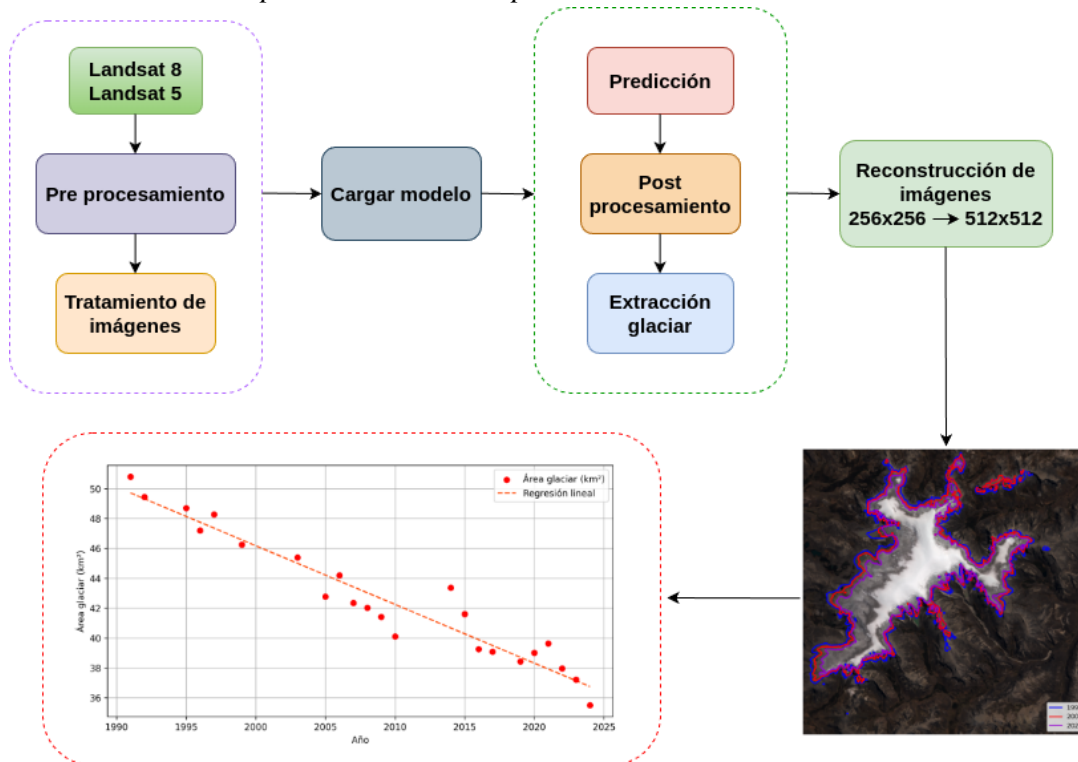 Landsat 8
Landsat 5
Pre procesamiento
Tratamiento de
imágenes
Cargar modelo
Predicción
Post
procesamiento
Extracción
glaciar
Reconstrucción de
imágenes
256x256 → 512x512
Área glaciar (km²)
Regresión lineal
Área glaciar (km²)
50
48
46
44
42
40
38
36
1990
1995
2000
2005
2010
2015
2020
2025
Año